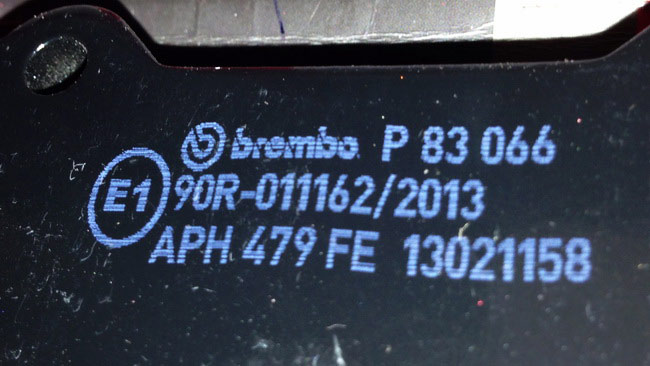 brembo P 83 066
E1 90R-011162/2013
APH 479 FE 13021158